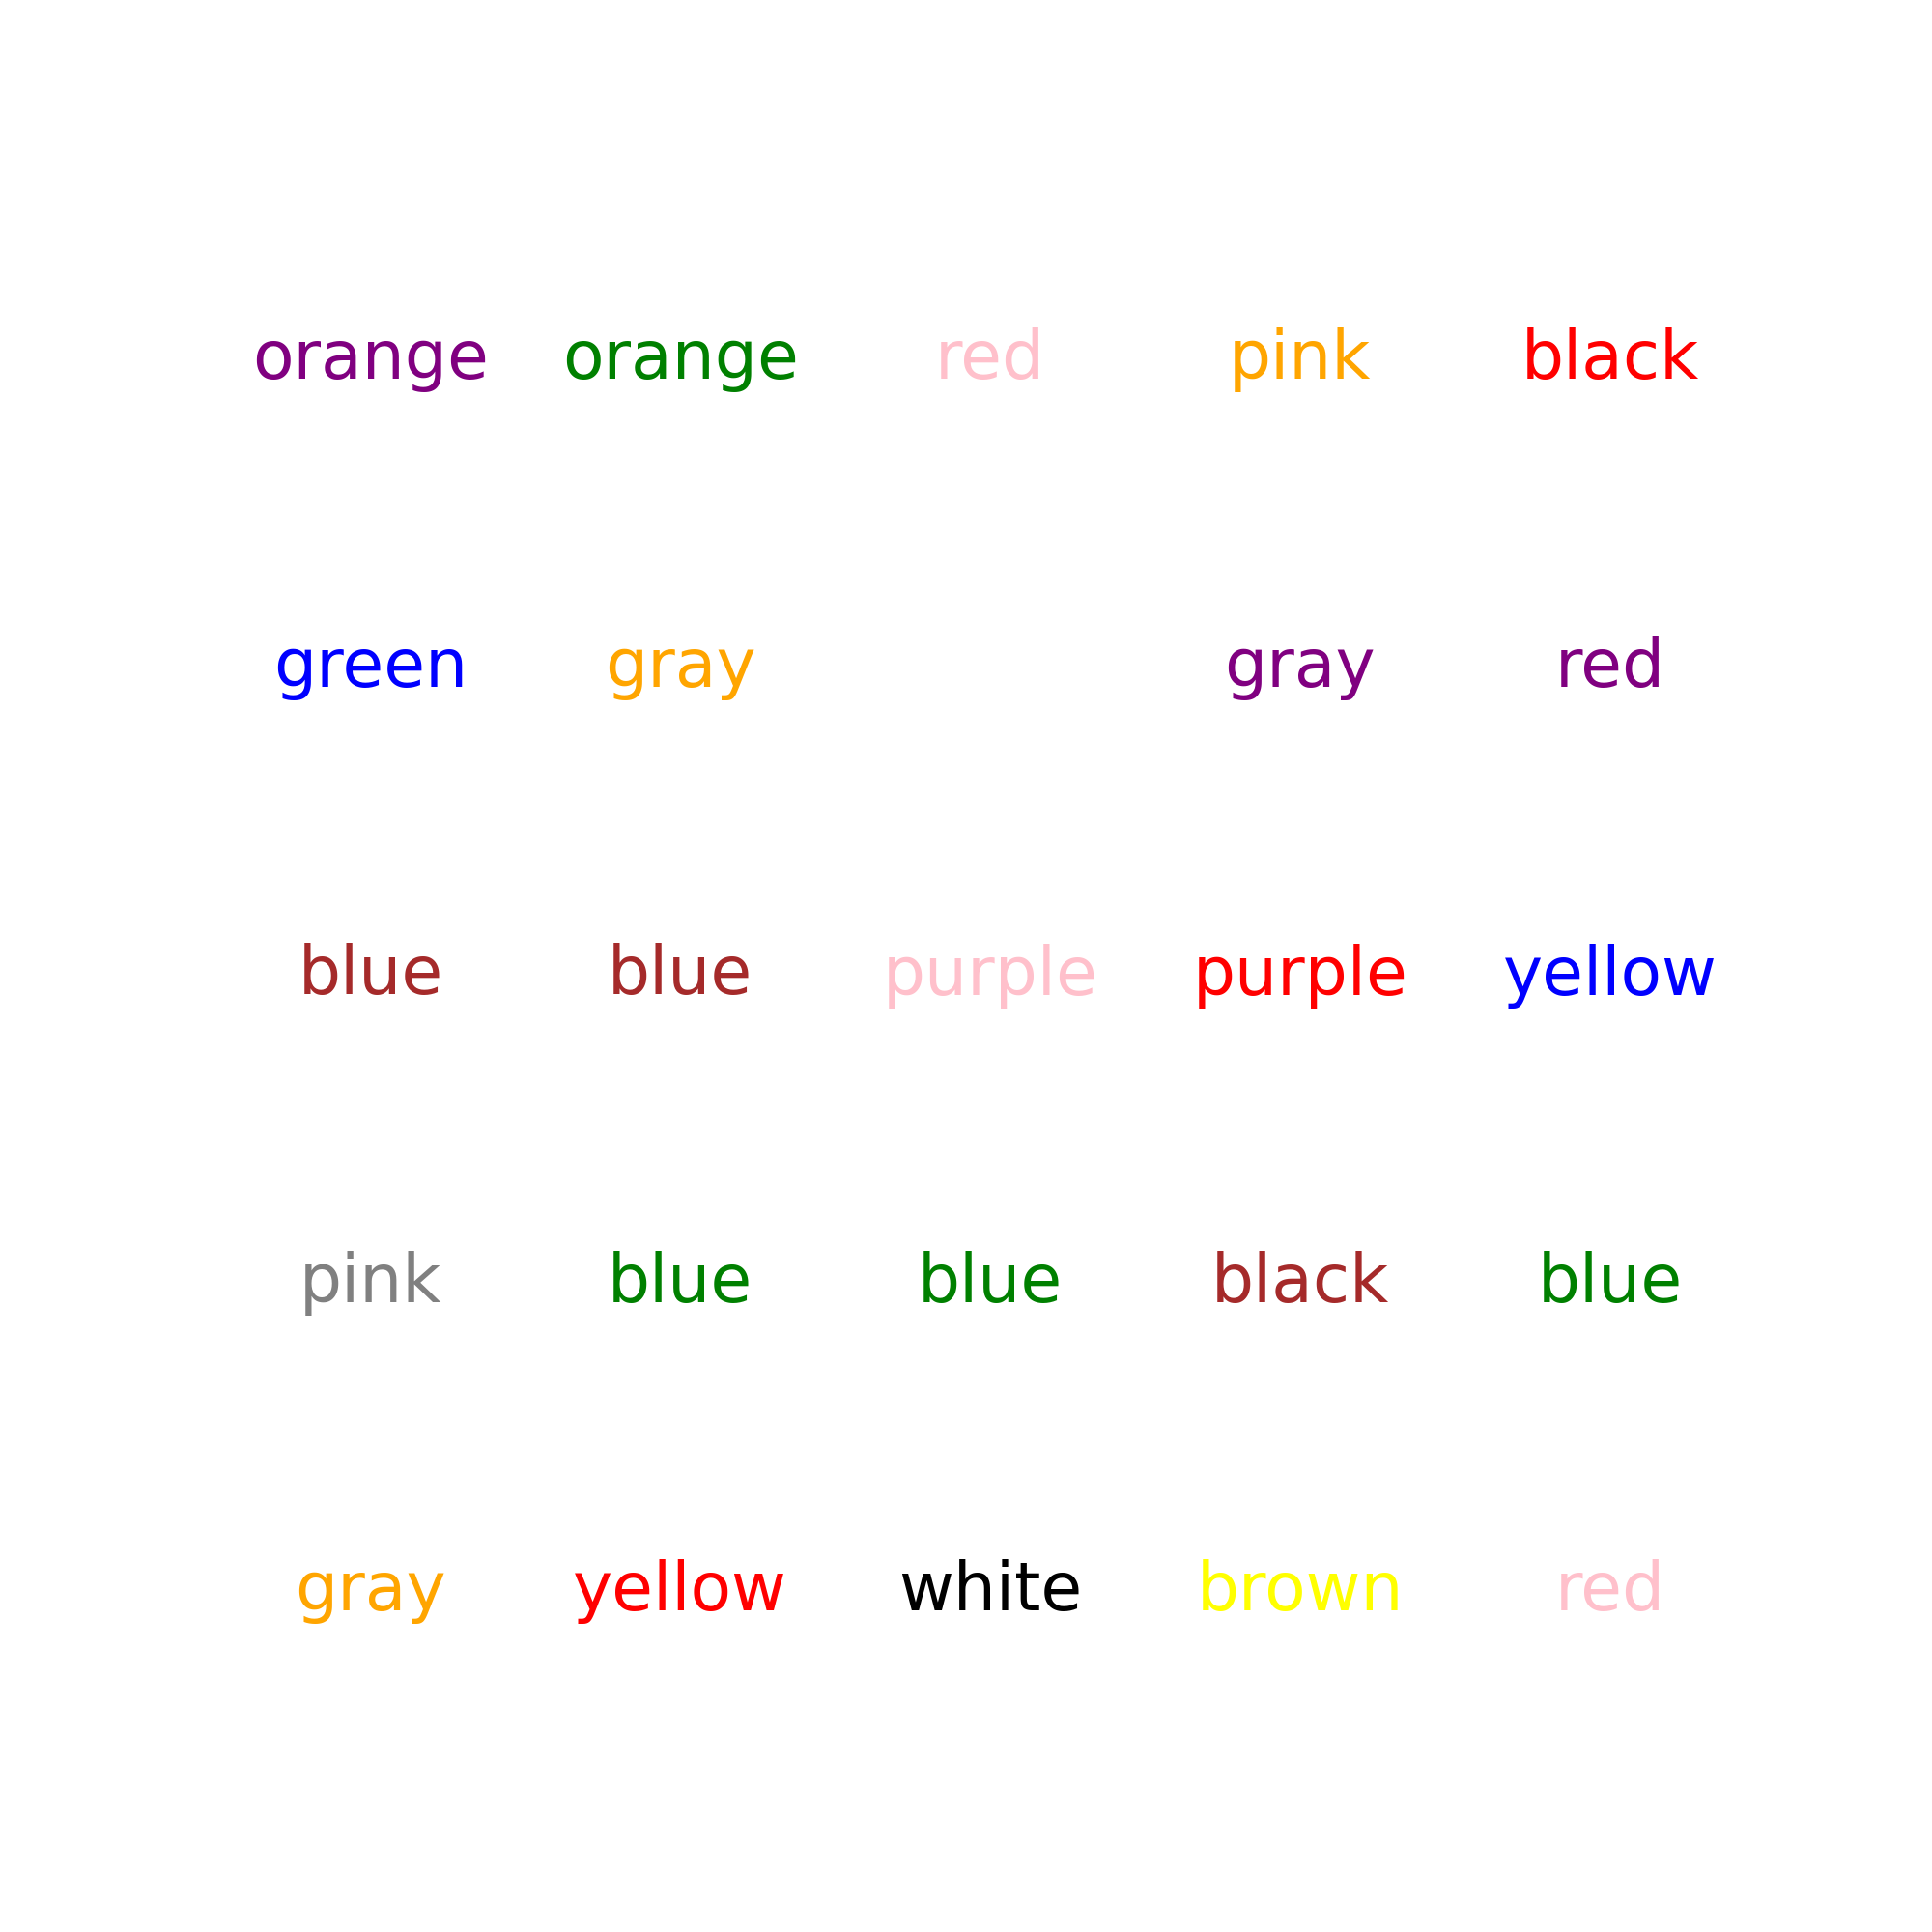 orange orange red pink black
green gray gray red
blue blue purple purple yellow
pink blue blue black blue
gray yellow white brown red